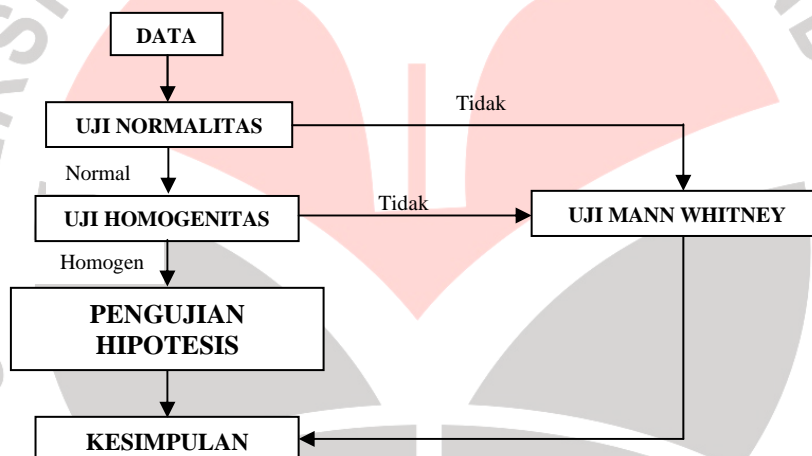 DATA
Tidak
UJI NORMALITAS
Normal
Tidak
UJI HOMOGENITAS
UJI MANN WHITNEY
Homogen
PENGUJIAN
HIPOTESIS
KESIMPULAN